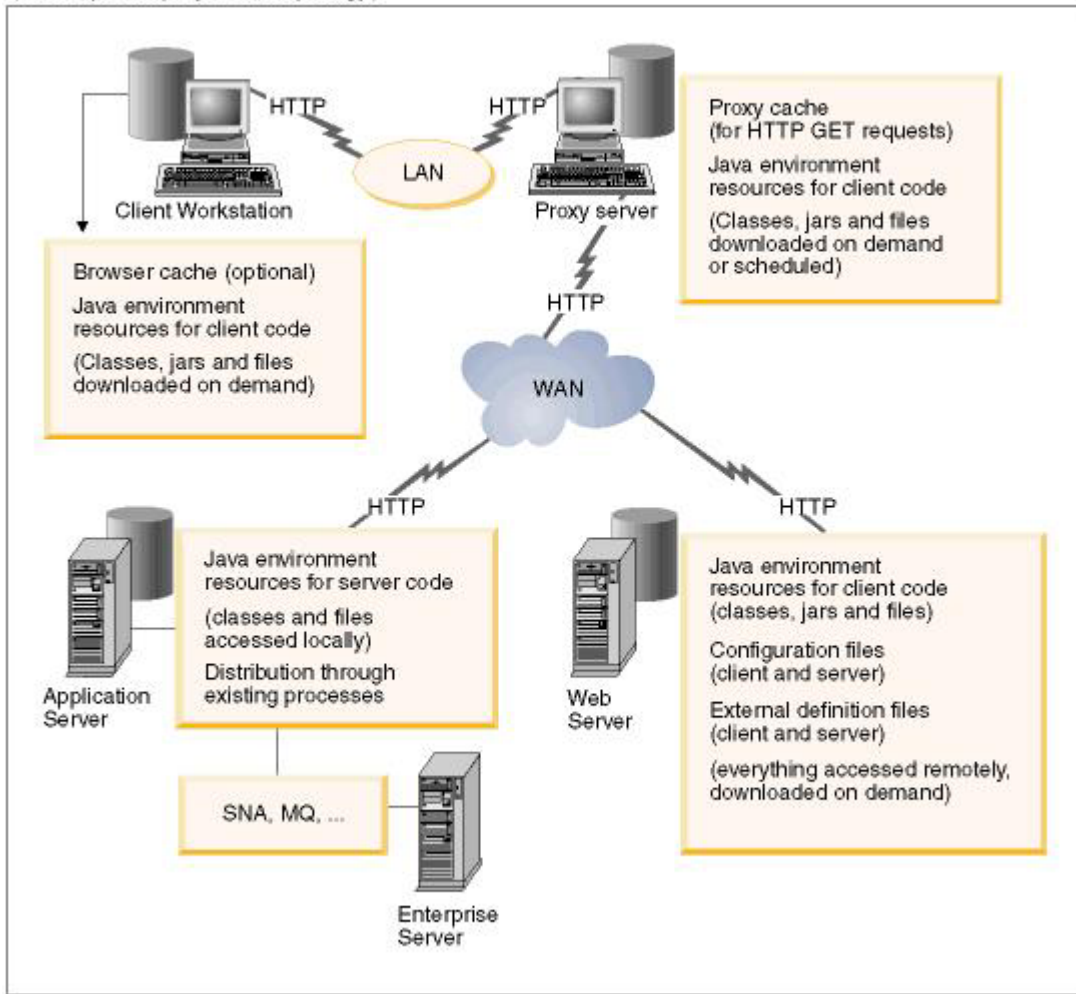 HTTP
HTTP
LAN
Client Workstation
Proxy server
Proxy cache
(for HTTP GET requests)
Java environment
resources for client code
(Classes, jars and files
downloaded on demand
or scheduled)
Browser cache (optional)
Java environment
resources for client code
(Classes, jars and files
downloaded on demand)
HTTP
WAN
HTTP
HTTP
Java environment
resources for server code
(classes and files
accessed locally)
Distribution through
existing processes
Application
Server
Java environment
resources for client code
(classes, jars and files)
Configuration files
(client and server)
External definition files
(client and server)
(everything accessed remotely,
downloaded on demand)
Web
Server
SNA, MQ, ...
Enterprise
Server